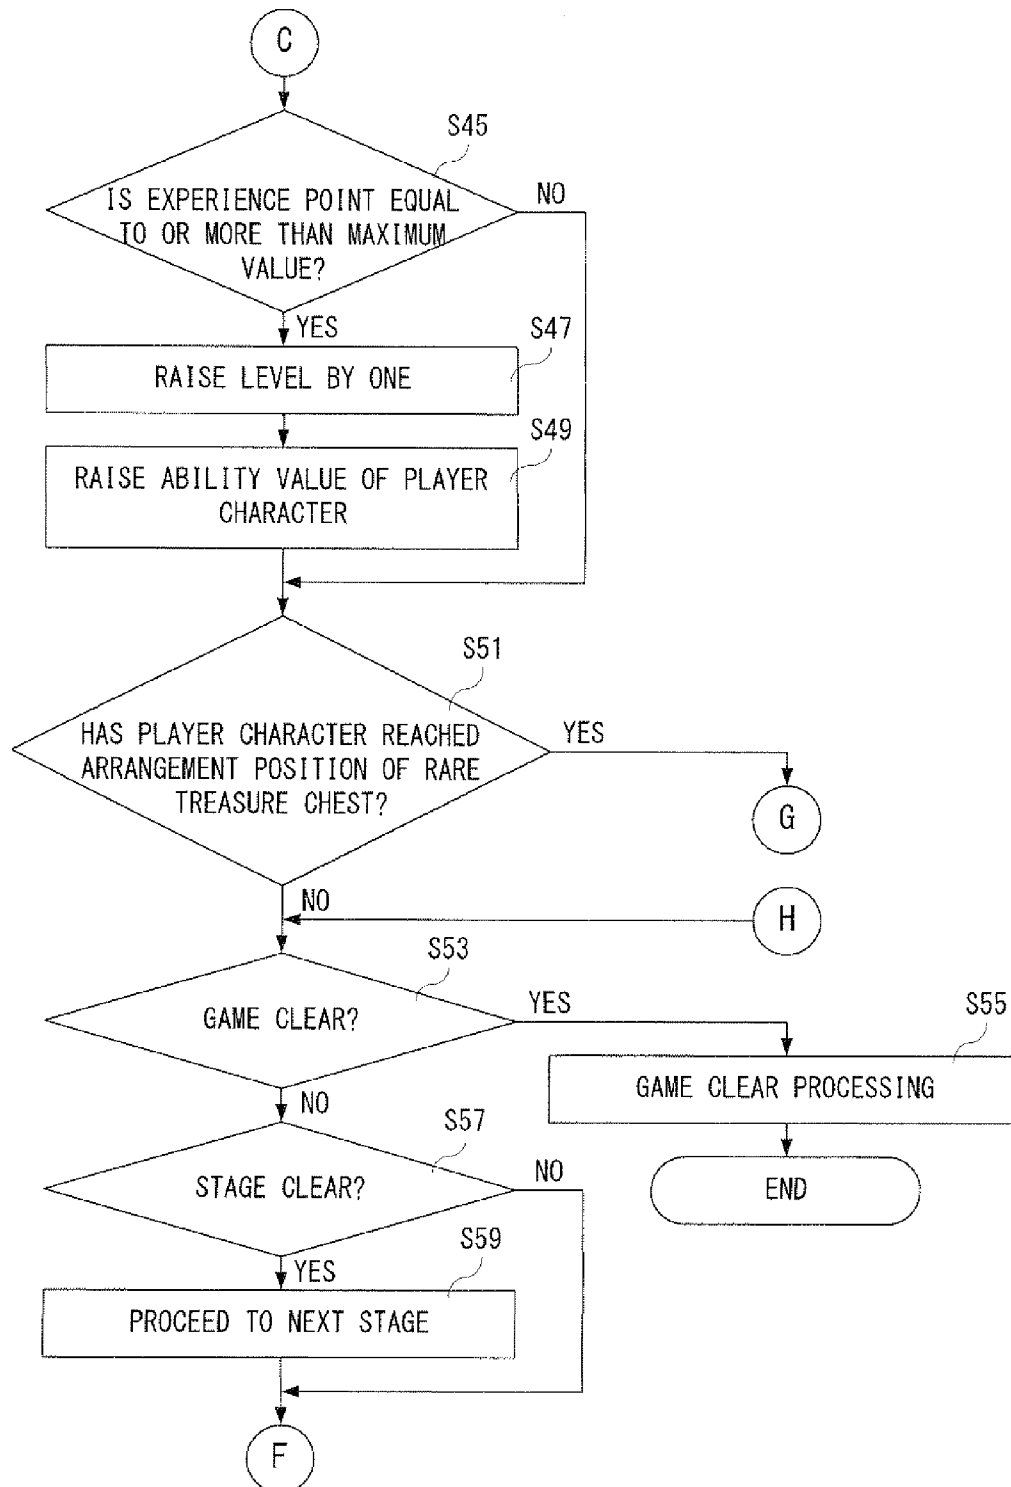 C
S45
IS EXPERIENCE POINT EQUAL
TO OR MORE THAN MAXIMUM
VALUE?
NO
YES
S47
RAISE LEVEL BY ONE
S49
RAISE ABILITY VALUE OF PLAYER
CHARACTER
S51
HAS PLAYER CHARACTER REACHED
ARRANGEMENT POSITION OF RARE
TREASURE CHEST?
YES
G
NO
H
S53
GAME CLEAR?
YES
S55
GAME CLEAR PROCESSING
NO
S57
STAGE CLEAR?
NO
END
YES
S59
PROCEED TO NEXT STAGE
F